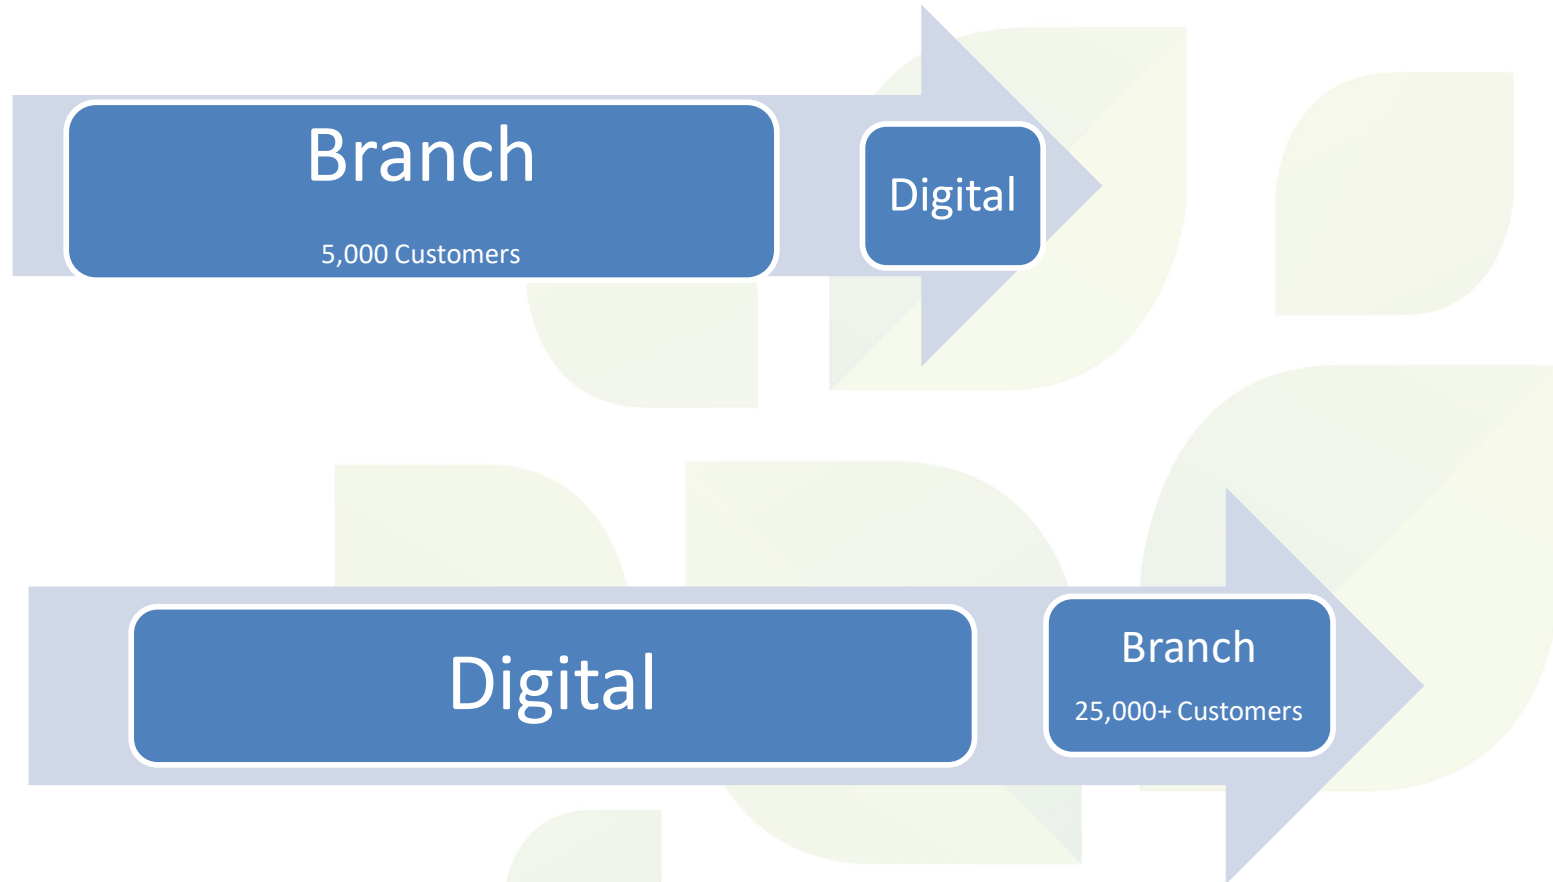 Branch
5,000 Customers
Digital
Digital
Branch
25,000+ Customers